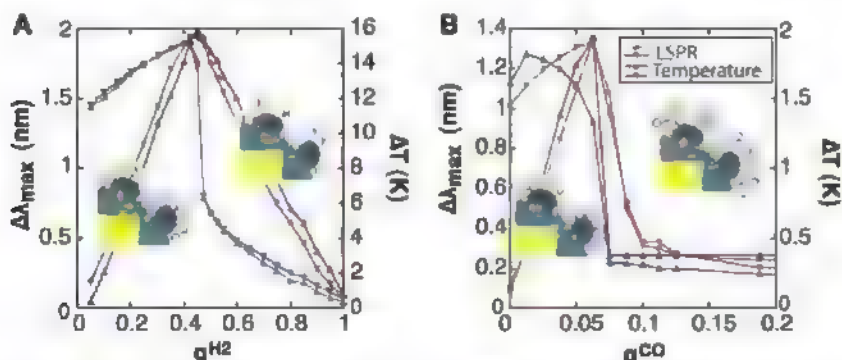 A
B
2
1.5
1
0.5
0
Δλmax (nm)
16
14
12
10
8
6
4
2
0
ΔT (K)
0 0.2 0.4 0.6 0.8 1
αH2
1.4
1.2
1
0.8
0.6
0.4
0.2
0
Δλmax (nm)
LSPR
Temperature
2
1.5
1
0.5
0
ΔT (K)
0 0.05 0.1 0.15 0.2
αCO